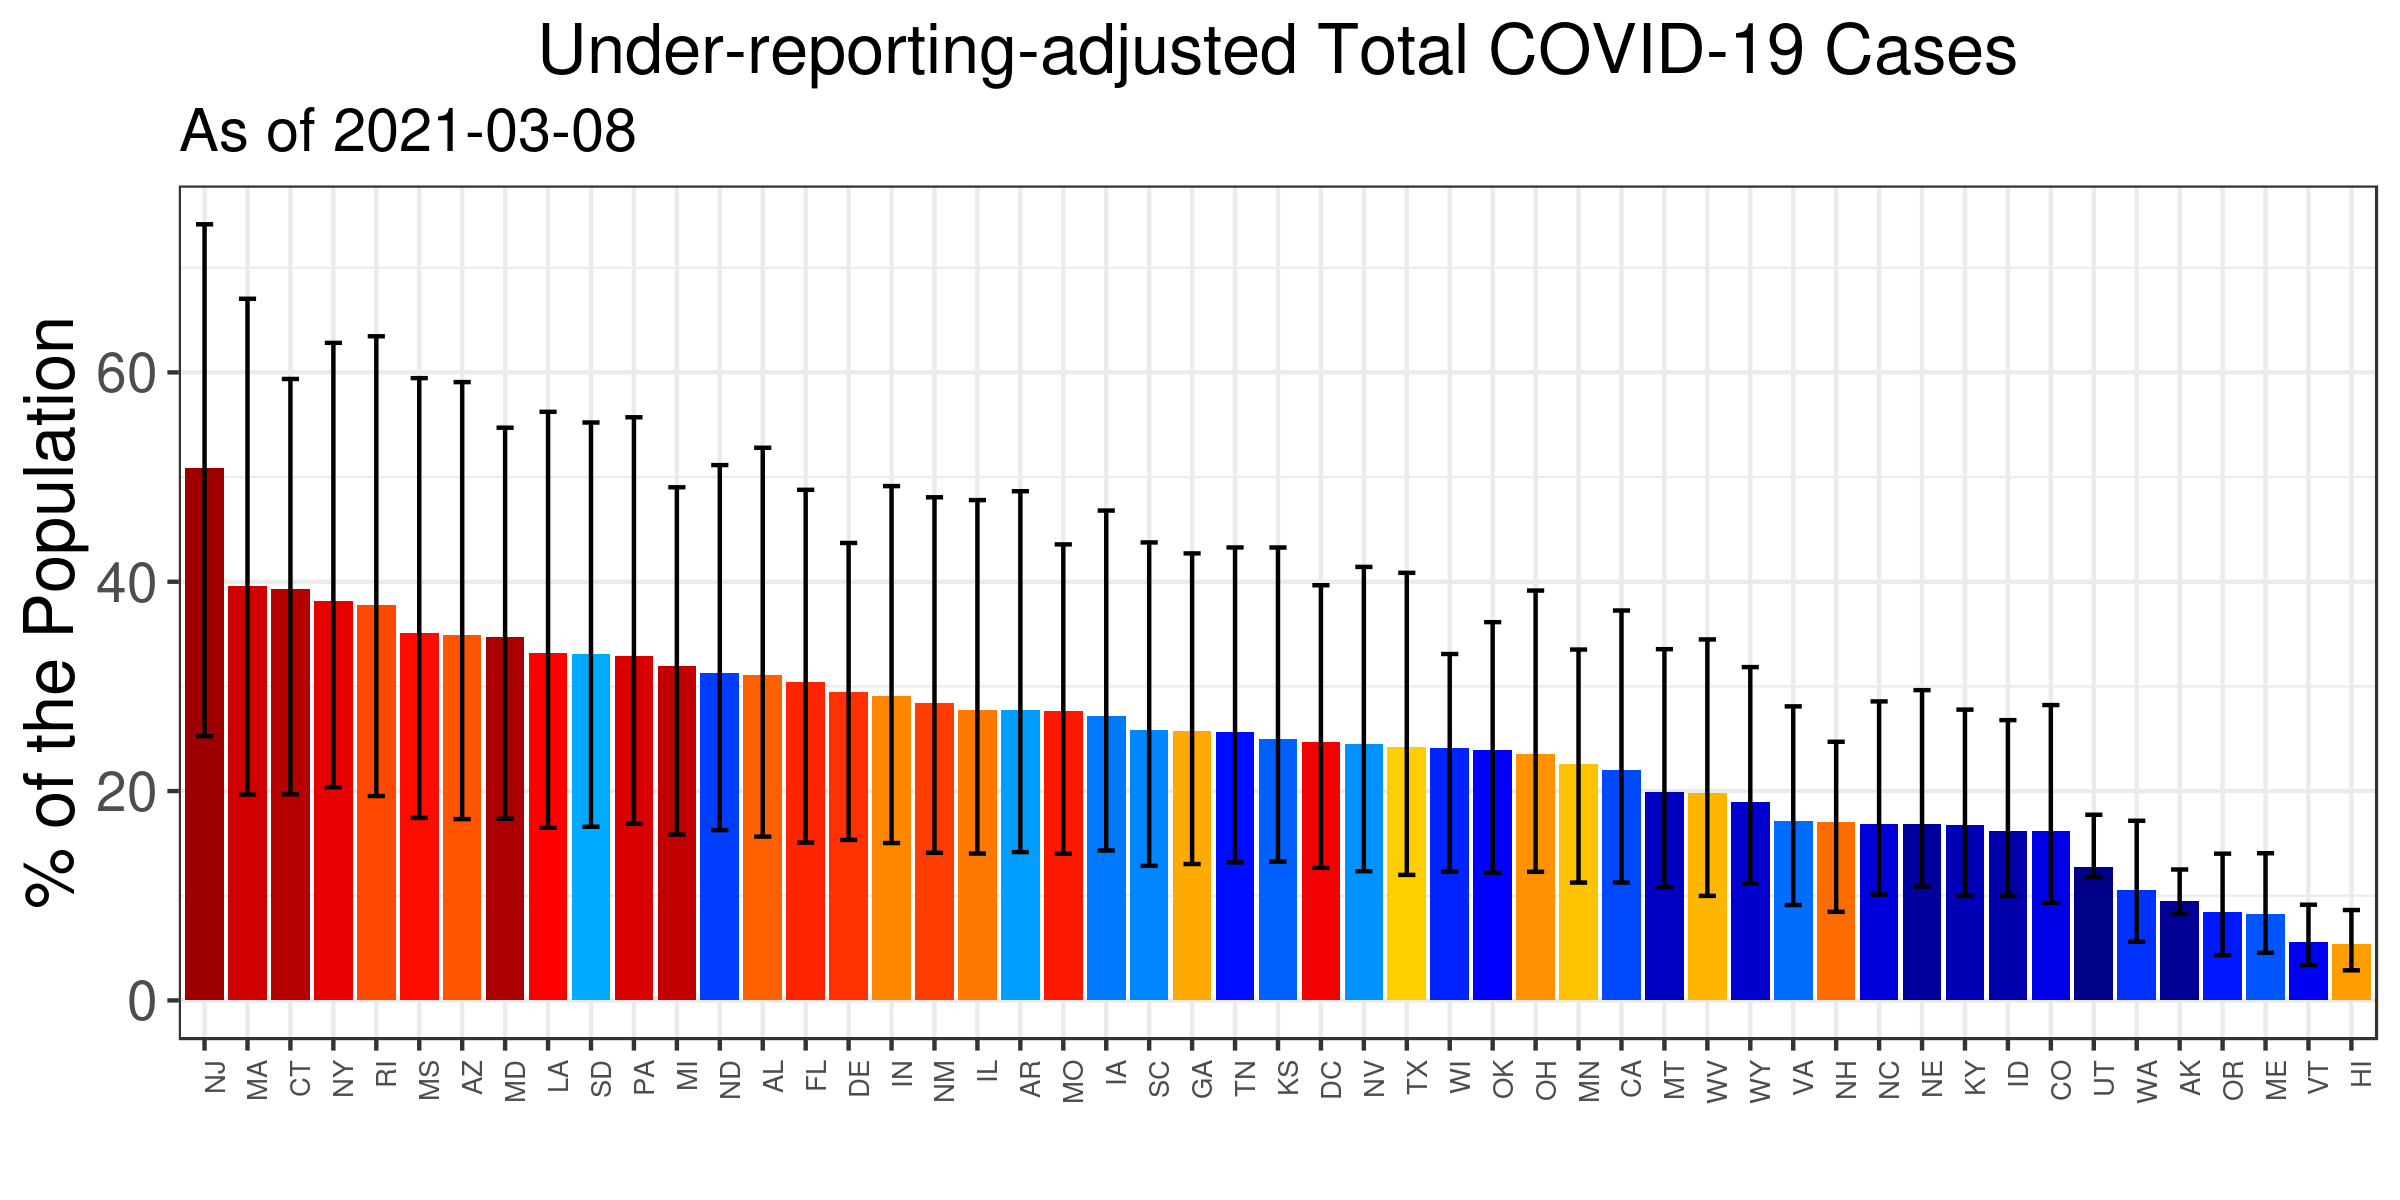 Under-reporting-adjusted Total COVID-19 Cases
As of 2021-03-08
% of the Population
60
40
20
0
NJ MA CT NY RI MS AZ MD LA SD PA MI ND AL FL DE IN NM IL AR MO IA SC GA TN KS DC NV TX WI OK OH MN CA MT WV WY VA NH NC NE KY ID CO UT WA AK OR ME VT HI